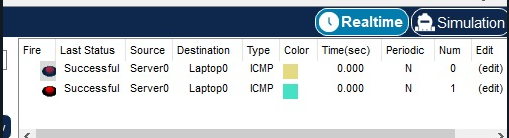 Realtime Simulation
Fire Last Status Source Destination Type Color Time(sec) Periodic Num Edit
Successful Server0 Laptop0 ICMP 0.000 N 0 (edit)
Successful Server0 Laptop0 ICMP 0.000 N 1 (edit)